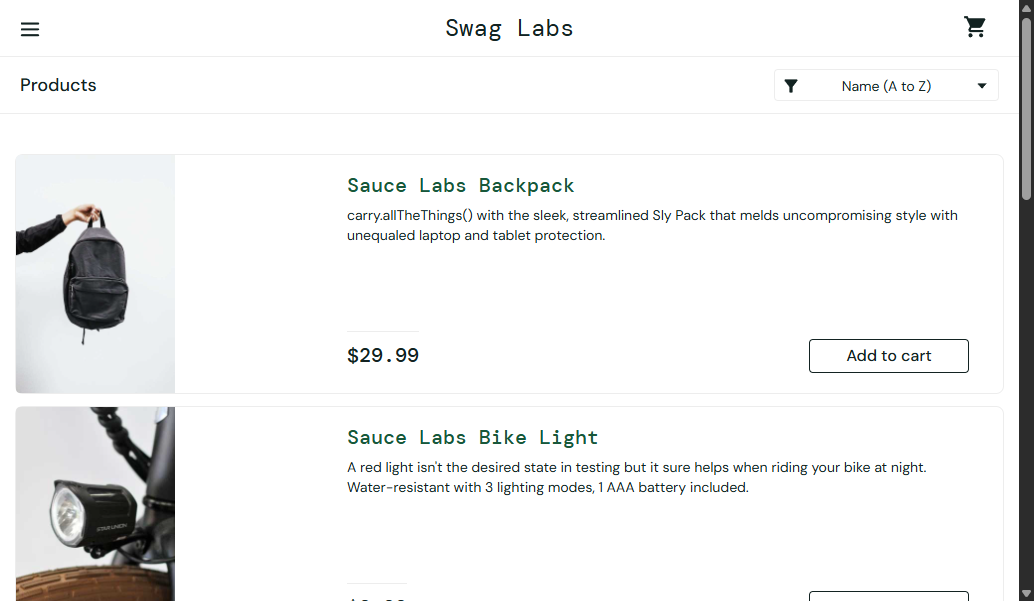 Swag Labs
Products
Name (A to Z)
Sauce Labs Backpack
carry.allTheThings() with the sleek, streamlined Sly Pack that melds uncompromising style with
unequaled laptop and tablet protection.
$29.99
Add to cart
Sauce Labs Bike Light
A red light isn't the desired state in testing but it sure helps when riding your bike at night.
Water-resistant with 3 lighting modes, 1 AAA battery included.